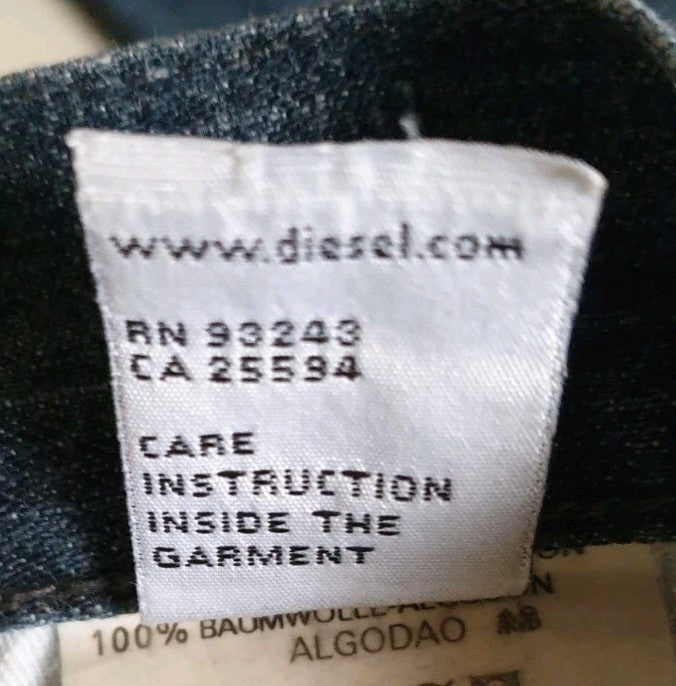 www.diesel.com
RN 93243
CA 25594
CARE
INSTRUCTION
INSIDE THE
GARMENT
100% BAUMWOLLE
ALGODAO